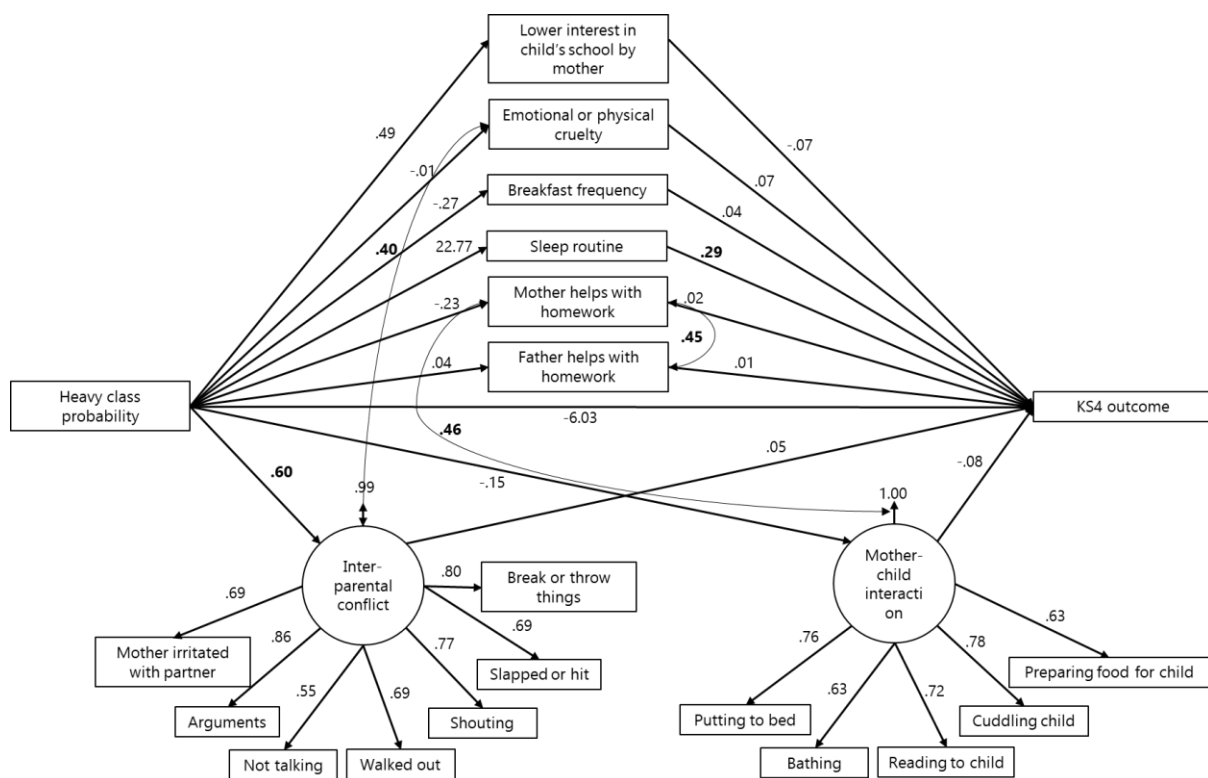 Lower interest in
child's school by
mother
.49
-.07
Emotional or physical
cruelty
-.01
.07
Breakfast frequency
-.27
.04
.40
22.77
Sleep routine
.29
Mother helps with
homework
-.23
.02
.45
Father helps with
homework
.04
.01
Heavy class
probability
-6.03
KS4 outcome
.46
.60
.05
-.08
.99
-.15
1.00
Inter-
parental
conflict
Mother-
child
interacti
on
.80
Break or throw
things
.69
Mother irritated
with partner
.86
Arguments
.55
Not talking
.69
Walked out
.77
Shouting
.69
Slapped or hit
.76
Putting to bed
.63
Bathing
.72
Reading to child
.78
Cuddling child
.63
Preparing food for child